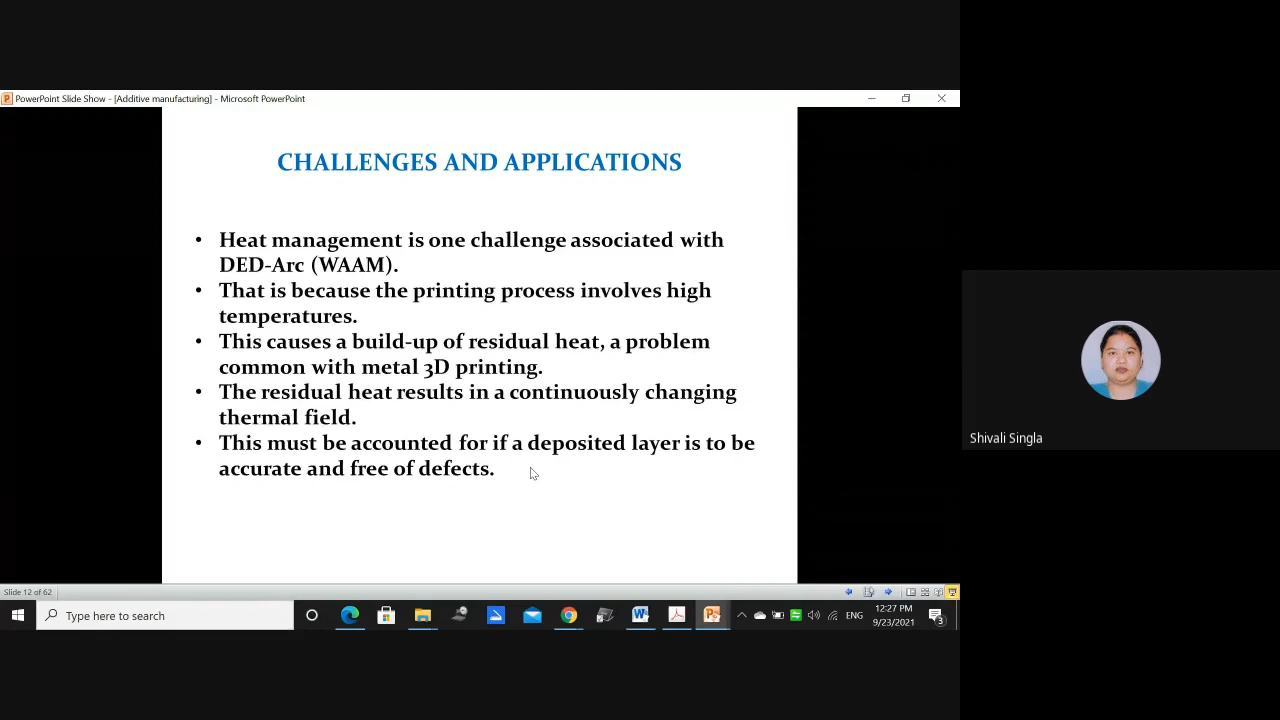 PowerPoint Slide Show - [Additive manufacturing] - Microsoft PowerPoint
CHALLENGES AND APPLICATIONS
• Heat management is one challenge associated with
DED-Arc (WAAM).
• That is because the printing process involves high
temperatures.
• This causes a build-up of residual heat, a problem
common with metal 3D printing.
• The residual heat results in a continuously changing
thermal field.
• This must be accounted for if a deposited layer is to be
accurate and free of defects.
Shivali Singla
Slide 12 of 62
Type here to search
ENG
12:27 PM
9/23/2021
3